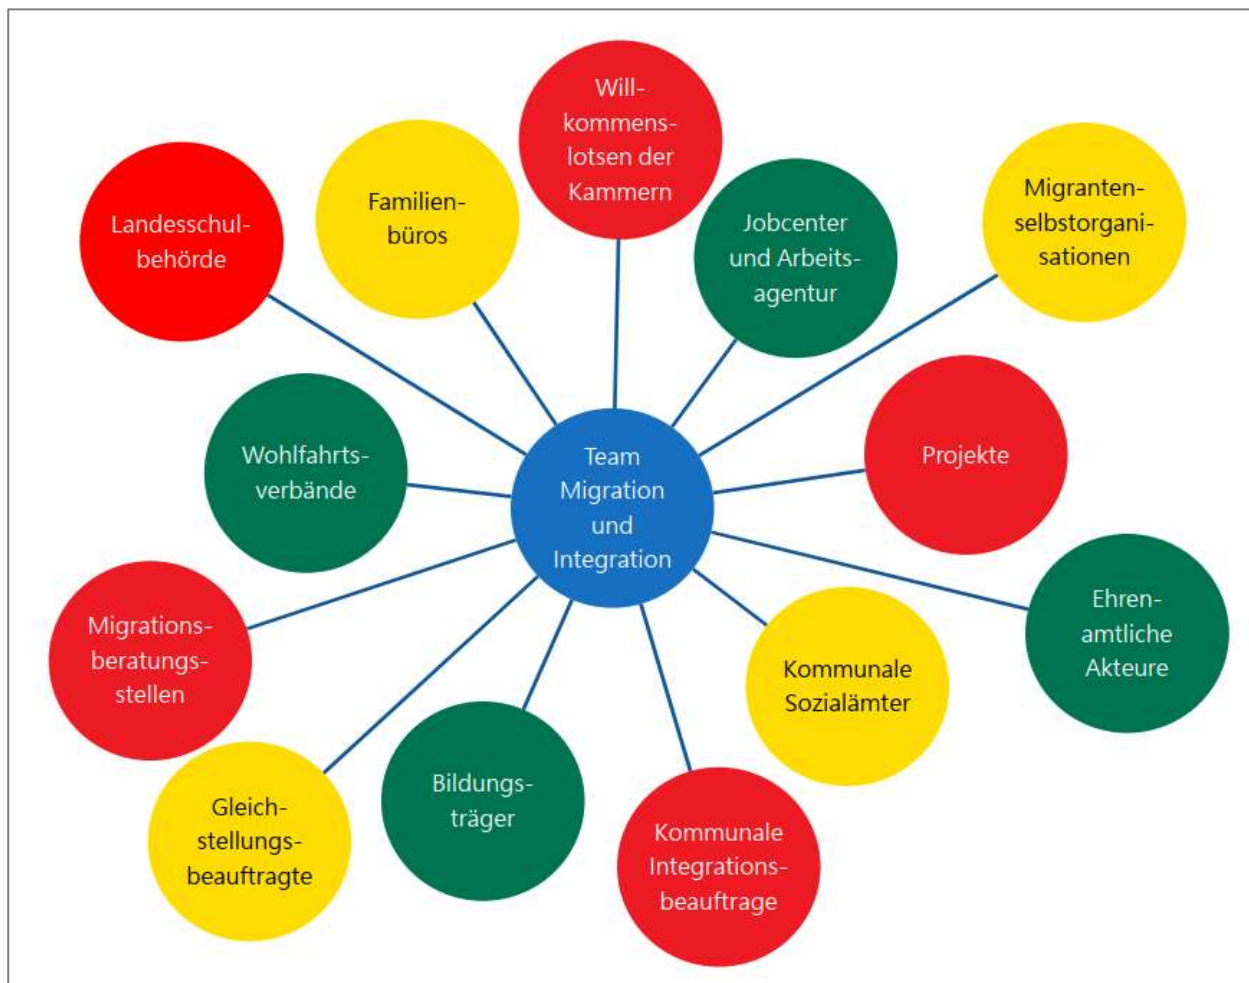 Will-
kommens-
lotsen der
Kammern
Familien-
büros
Landesschul-
behörde
Jobcenter
und Arbeits-
agentur
Migranten-
selbstorgani-
sationen
Wohlfahrts-
verbände
Team
Migration
und
Integration
Projekte
Migrations-
beratungs-
stellen
Kommunale
Sozialämter
Ehren-
amtliche
Akteure
Gleich-
stellungs-
beauftragte
Bildungs-
träger
Kommunale
Integrations-
beauftrage